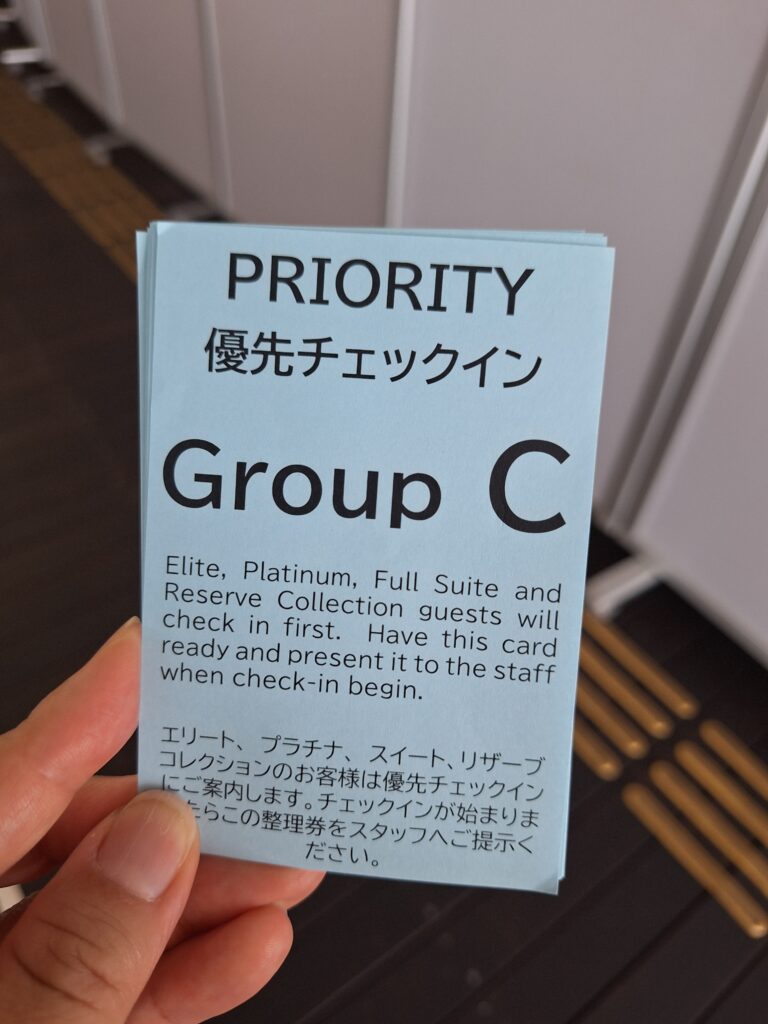 PRIORITY
優先チェックイン
Group C
Elite, Platinum, Full Suite and
Reserve Collection guests will
check in first. Have this card
ready and present it to the staff
when check-in begin.
エリート、プラチナ、スイート、リザーブ
コレクションのお客様は優先チェックイン
にご案内します。チェックインが始まりま
たらこの整理券をスタッフへご提示く
ださい。